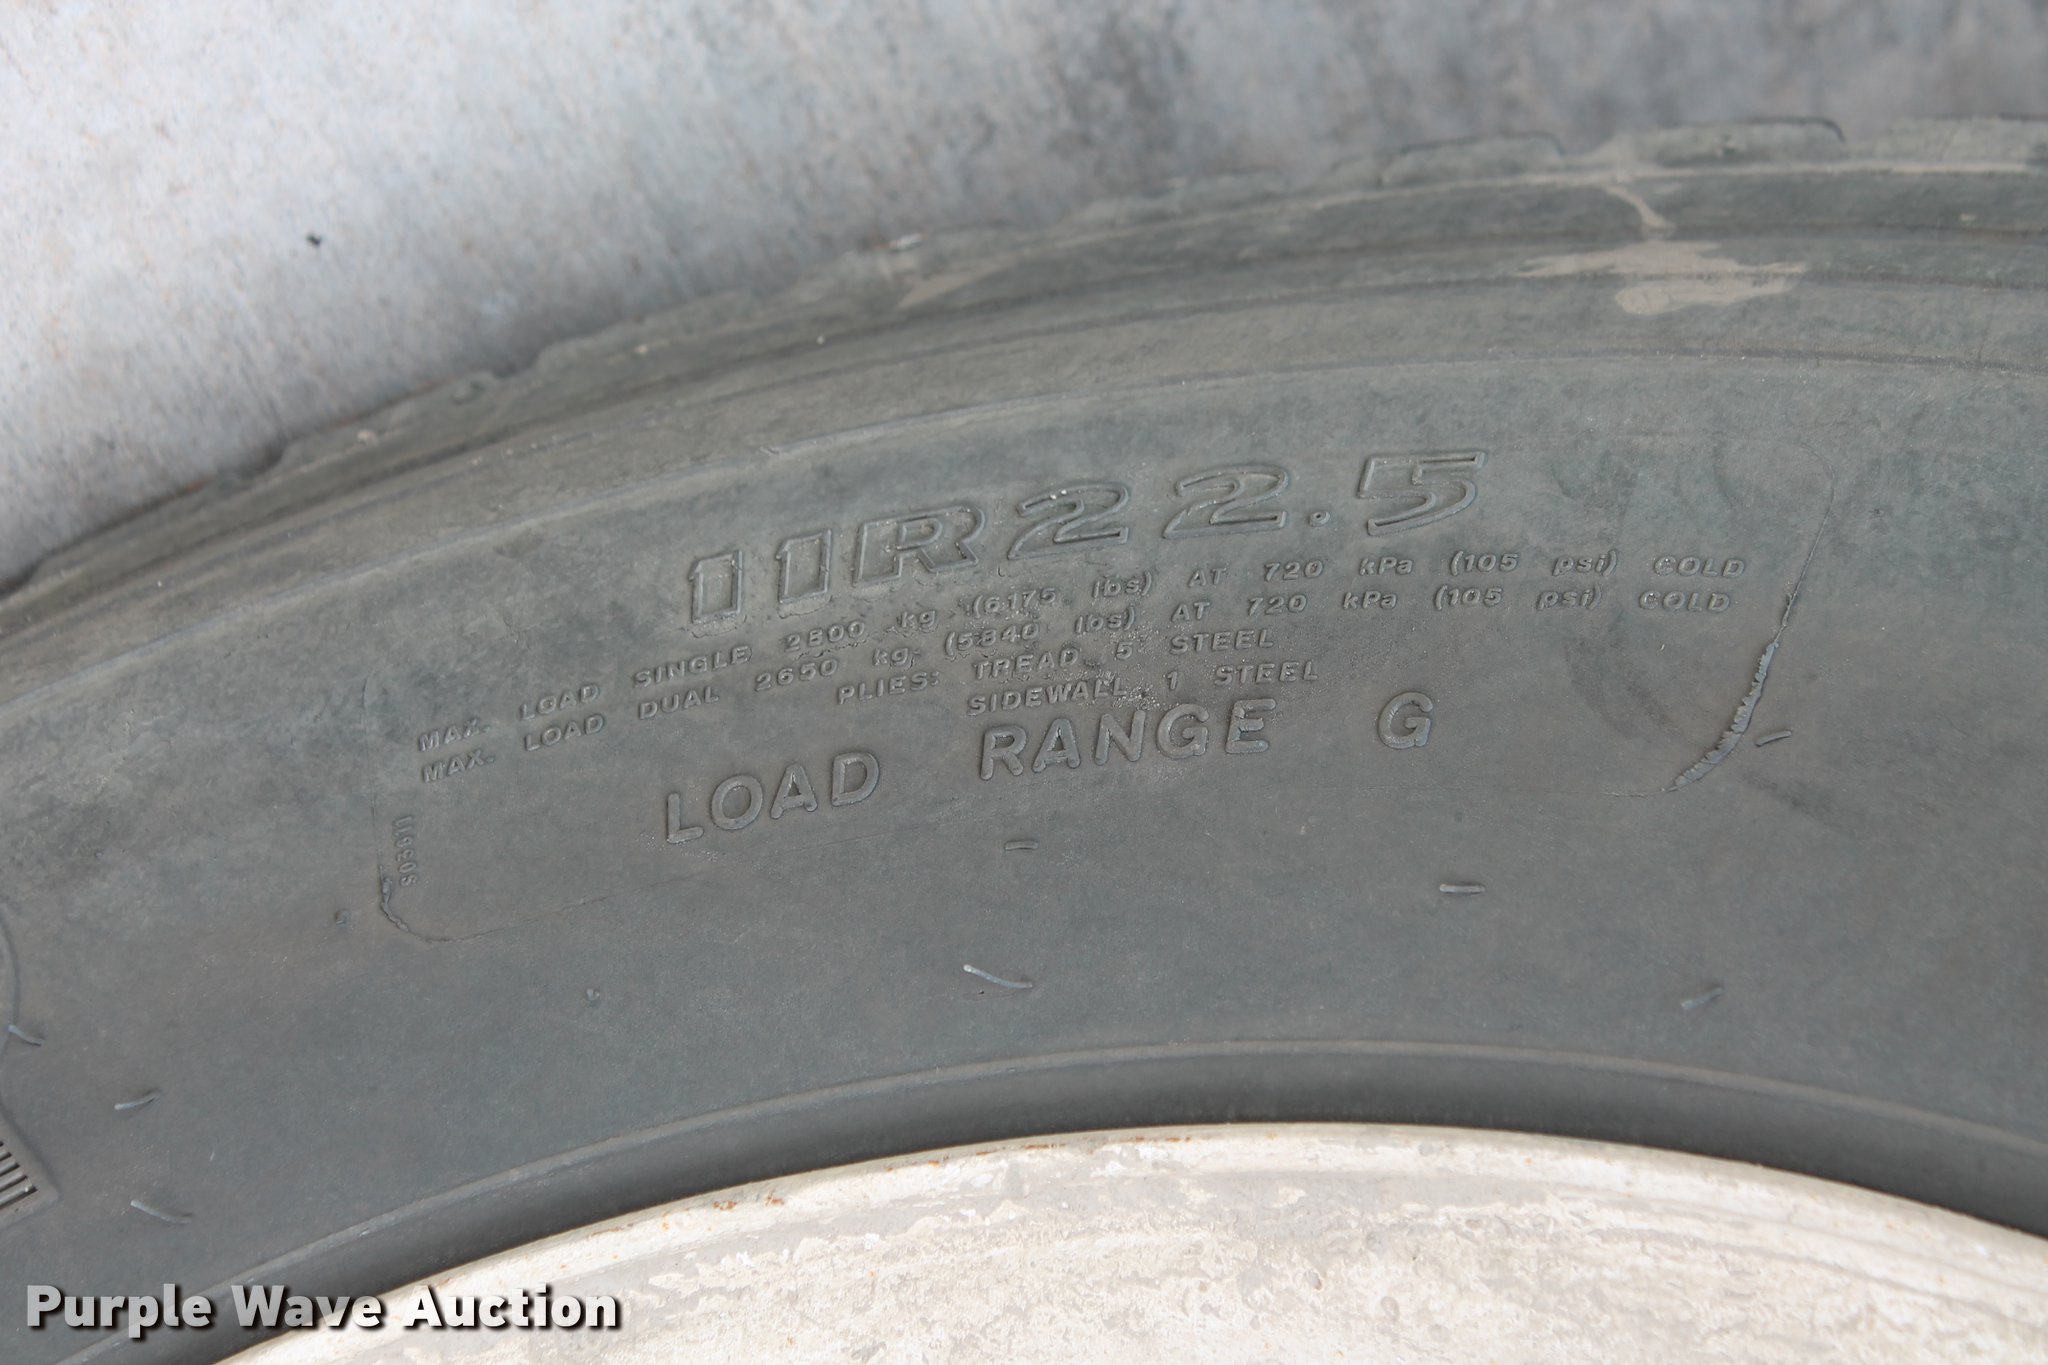 11R22.5
MAX. LOAD SINGLE 2800 kg (6175 lbs) AT 720 kPa (105 psi) COLD
MAX. LOAD DUAL 2650 kg (5840 lbs) AT 720 kPa (105 psi) COLD
PLIES: TREAD 5 STEEL
SIDEWALL 1 STEEL
LOAD RANGE G
Purple Wave Auction